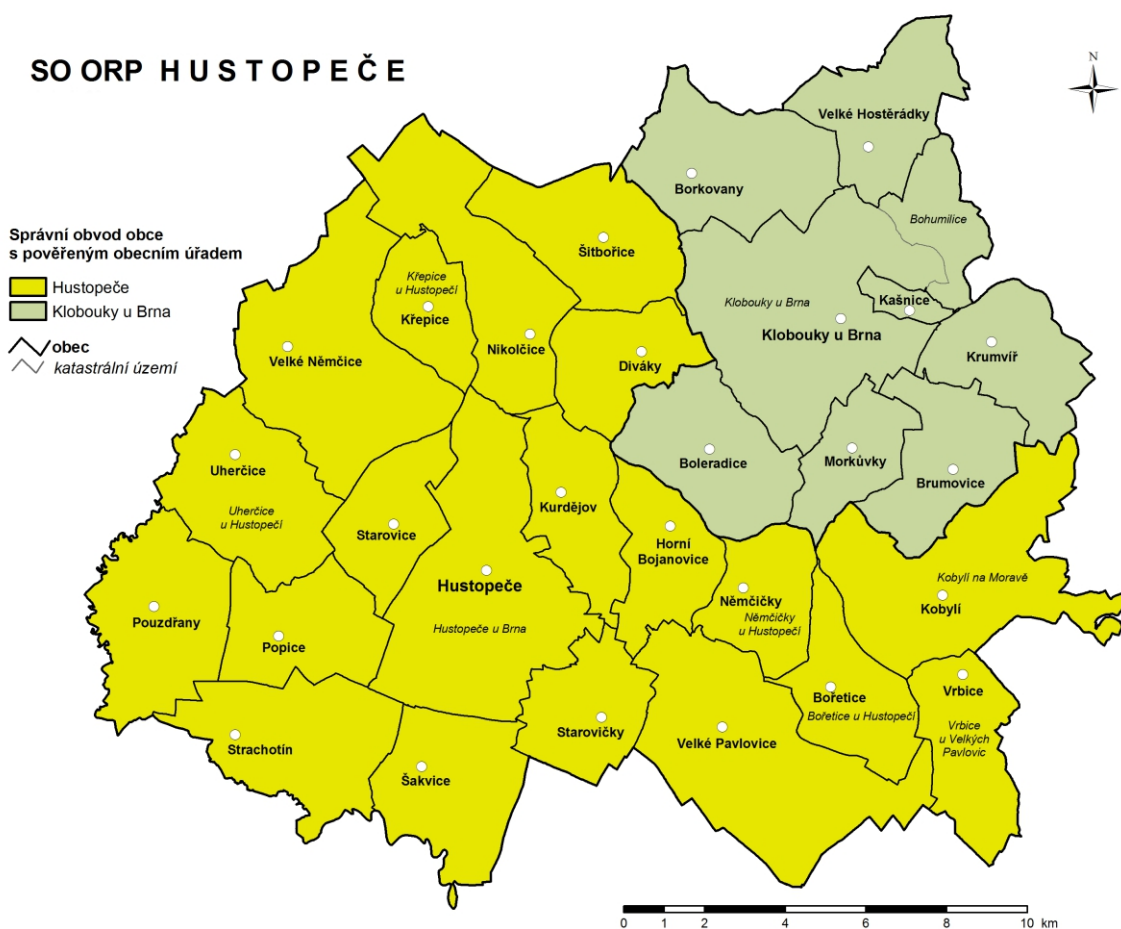 SO ORP HUSTOPEČE
N
Správní obvod obce
s pověřeným obecním úřadem
Hustopeče
Klobouky u Brna
obec
katastrální území
Velké Hostěrádky
Borkovany
Bohumilice
Šitbořice
Křepice
u Hustopečí
Křepice
Klobouky u Brna
Kašnice
Klobouky u Brna
Velké Němčice
Nikolčice
Diváky
Krumvíř
Uherčice
Uherčice
u Hustopečí
Boleradice
Morkůvky
Brumovice
Starovice
Kurdějov
Horní
Bojanovice
Hustopeče
Hustopeče u Brna
Němčičky
Němčičky
u Hustopečí
Kobylí na Moravě
Kobylí
Pouzdřany
Popice
Bořetice
Bořetice u Hustopečí
Vrbice
Vrbice
u Velkých
Pavlovic
Strachotín
Šakvice
Starovičky
Velké Pavlovice
0 1 2 4 6 8 10 km